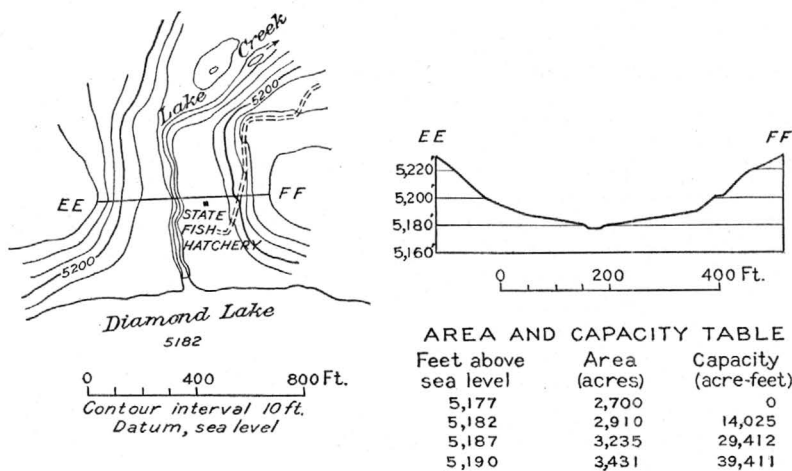 Lake Creek
5200
EE
FF
STATE
FISH
HATCHERY
5200
Diamond Lake
5182
0 400 800 Ft.
Contour interval 10 ft.
Datum, sea level
EE FF
5,220'
5,200'
5,180'
5,160'
0 200 400 Ft.
AREA AND CAPACITY TABLE
Feet above Area Capacity
sea level (acres) (acre-feet)
5,177 2,700 0
5,182 2,910 14,025
5,187 3,235 29,412
5,190 3,431 39,411